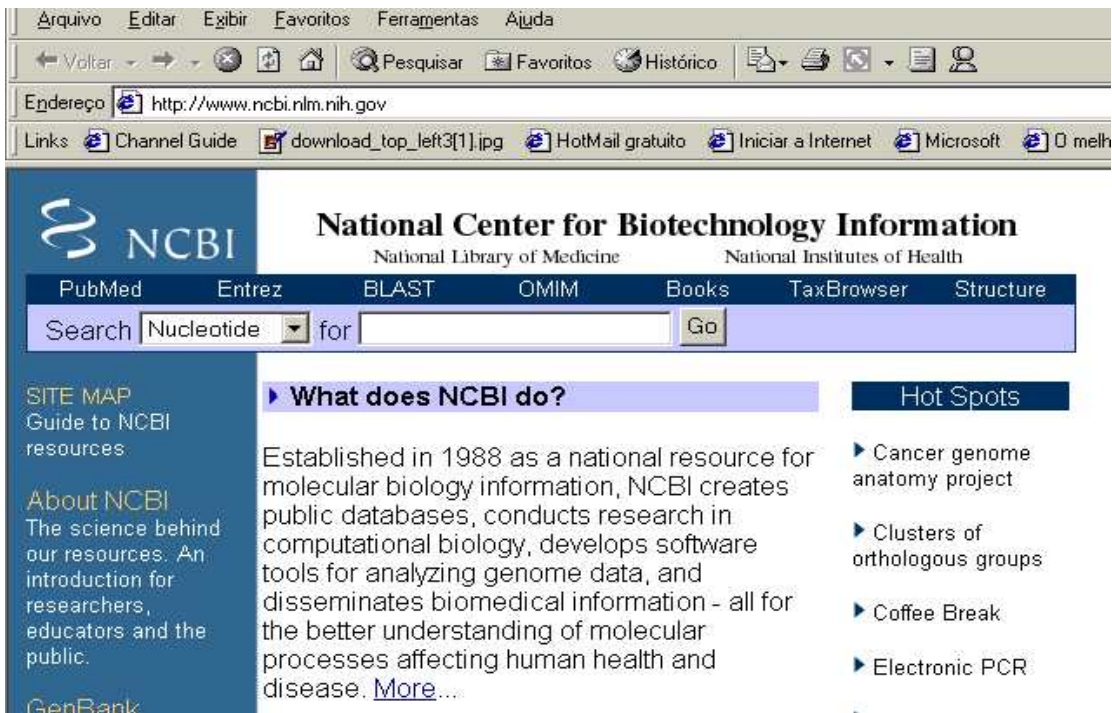 Arquivo Editar Exibir Favoritos Ferramentas Ajuda
Voltar Pesquisar Favoritos Histórico
Endereço http://www.ncbi.nlm.nih.gov
Links Channel Guide download_top_left3[1].jpg HotMail gratuito Iniciar a Internet Microsoft O melh
NCBI
National Center for Biotechnology Information
National Library of Medicine National Institutes of Health
PubMed Entrez BLAST OMIM Books TaxBrowser Structure
Search Nucleotide for Go
SITE MAP
Guide to NCBI
resources
About NCBI
The science behind
our resources. An
introduction for
researchers,
educators and the
public.
GenBank
What does NCBI do?
Established in 1988 as a national resource for
molecular biology information, NCBI creates
public databases, conducts research in
computational biology, develops software
tools for analyzing genome data, and
disseminates biomedical information - all for
the better understanding of molecular
processes affecting human health and
disease. More...
Hot Spots
Cancer genome
anatomy project
Clusters of
orthologous groups
Coffee Break
Electronic PCR